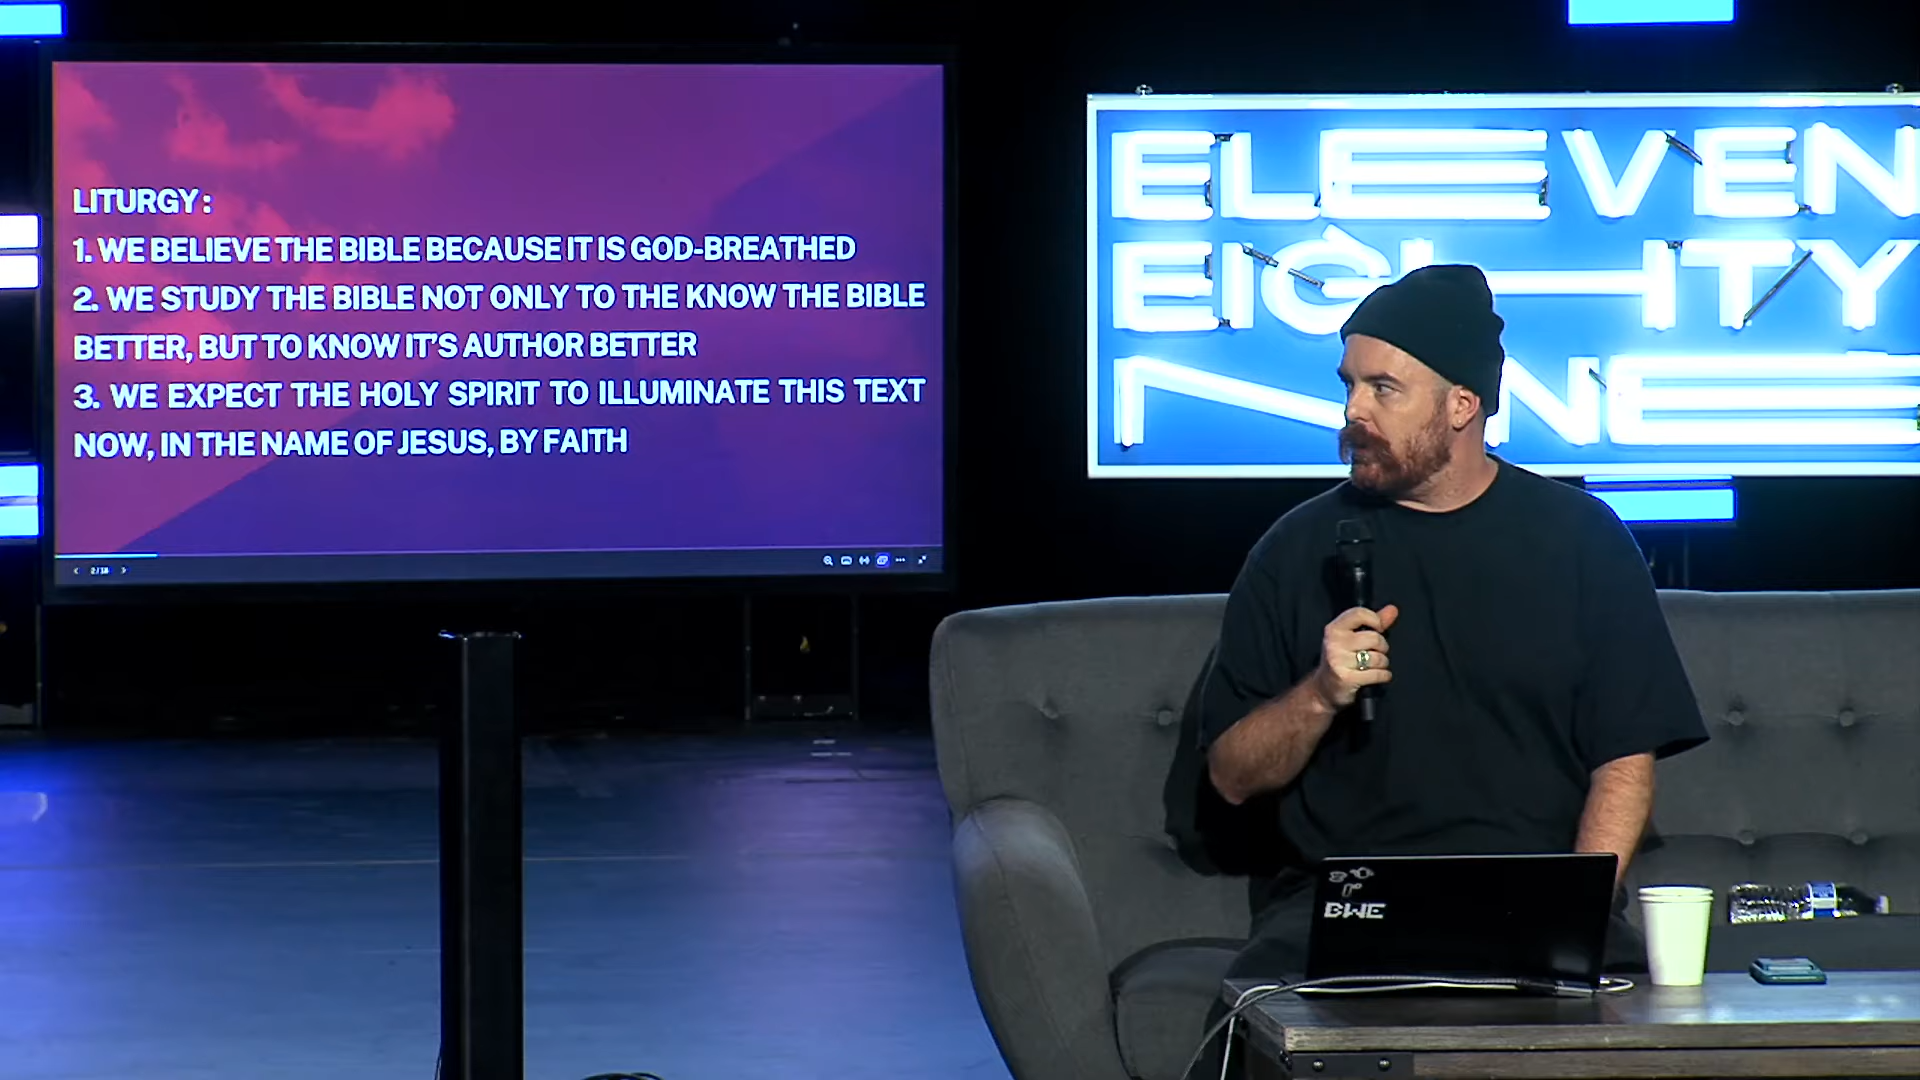 LITURGY:
1. WE BELIEVE THE BIBLE BECAUSE IT IS GOD-BREATHED
2. WE STUDY THE BIBLE NOT ONLY TO THE KNOW THE BIBLE
BETTER, BUT TO KNOW IT'S AUTHOR BETTER
3. WE EXPECT THE HOLY SPIRIT TO ILLUMINATE THIS TEXT
NOW, IN THE NAME OF JESUS, BY FAITH
2/18
ELEVEN
EIGHTY
NINE
BWE